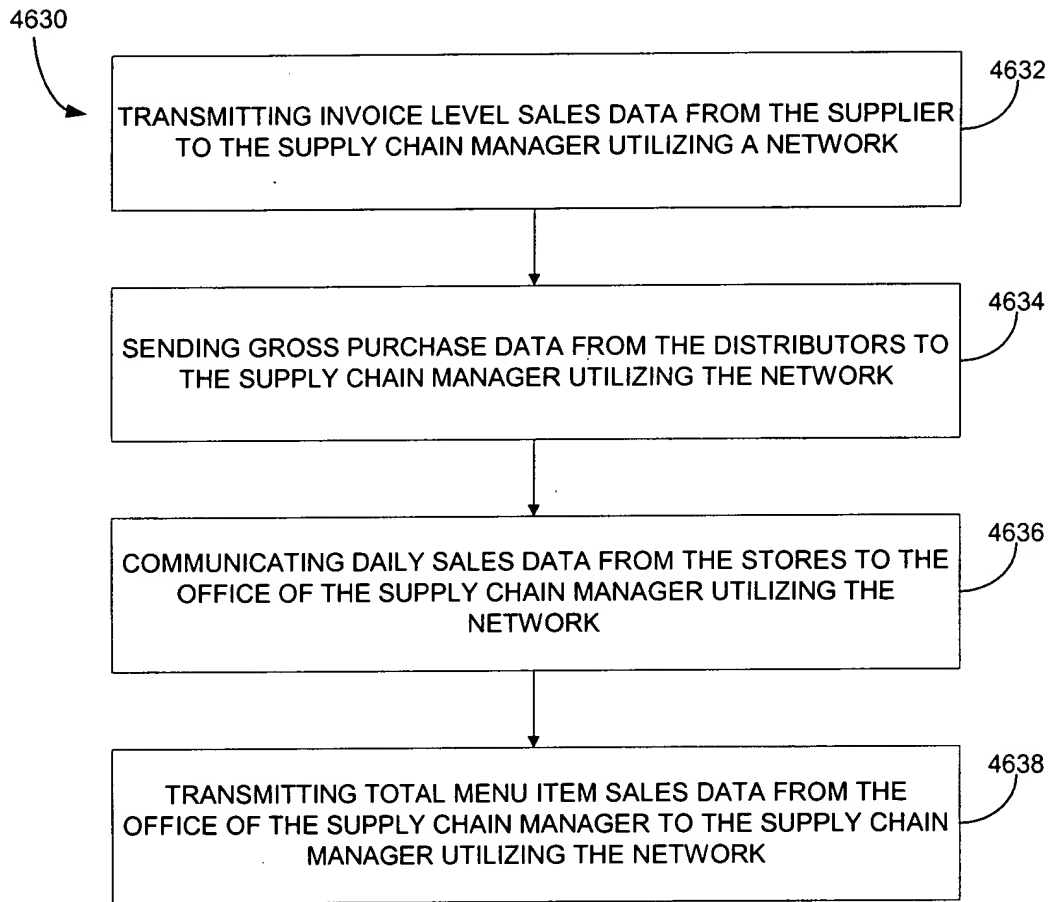 4630
4632
TRANSMITTING INVOICE LEVEL SALES DATA FROM THE SUPPLIER
TO THE SUPPLY CHAIN MANAGER UTILIZING A NETWORK
4634
SENDING GROSS PURCHASE DATA FROM THE DISTRIBUTORS TO
THE SUPPLY CHAIN MANAGER UTILIZING THE NETWORK
4636
COMMUNICATING DAILY SALES DATA FROM THE STORES TO THE
OFFICE OF THE SUPPLY CHAIN MANAGER UTILIZING THE
NETWORK
4638
TRANSMITTING TOTAL MENU ITEM SALES DATA FROM THE
OFFICE OF THE SUPPLY CHAIN MANAGER TO THE SUPPLY CHAIN
MANAGER UTILIZING THE NETWORK